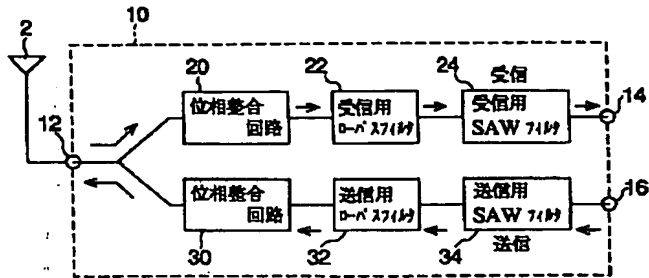 10
2
20
22
24
受信
14
位相整合
回路
受信用
ローパスフィルタ
受信用
SAW フィルタ
12
16
位相整合
回路
送信用
ローパスフィルタ
送信用
SAW フィルタ
30
32
34
送信